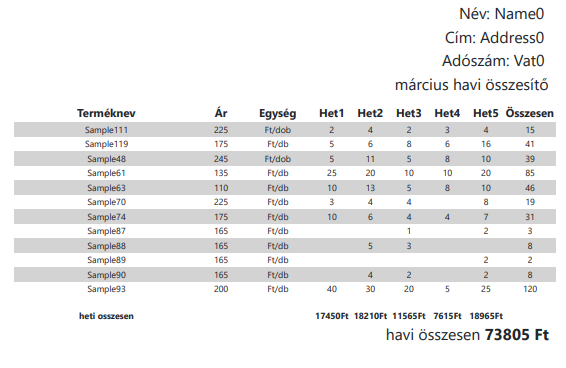 Név: Name0
Cím: Address0
Adószám: Vat0
március havi összesítő
Terméknev Ár Egység Het1 Het2 Het3 Het4 Het5 Összesen
Sample111 225 Ft/dob 2 4 2 3 4 15
Sample119 175 Ft/db 5 6 8 6 16 41
Sample48 245 Ft/dob 5 11 5 8 10 39
Sample61 135 Ft/db 25 20 10 10 20 85
Sample63 110 Ft/db 10 13 5 8 10 46
Sample70 225 Ft/db 3 4 4 8 19
Sample74 175 Ft/db 10 6 4 4 7 31
Sample87 165 Ft/db 1 2 3
Sample88 165 Ft/db 5 3 8
Sample89 165 Ft/db 2 2
Sample90 165 Ft/db 4 2 2 8
Sample93 200 Ft/db 40 30 20 5 25 120
heti osszesen 17450Ft 18210Ft 11565Ft 7615Ft 18965Ft
havi összesen 73805 Ft